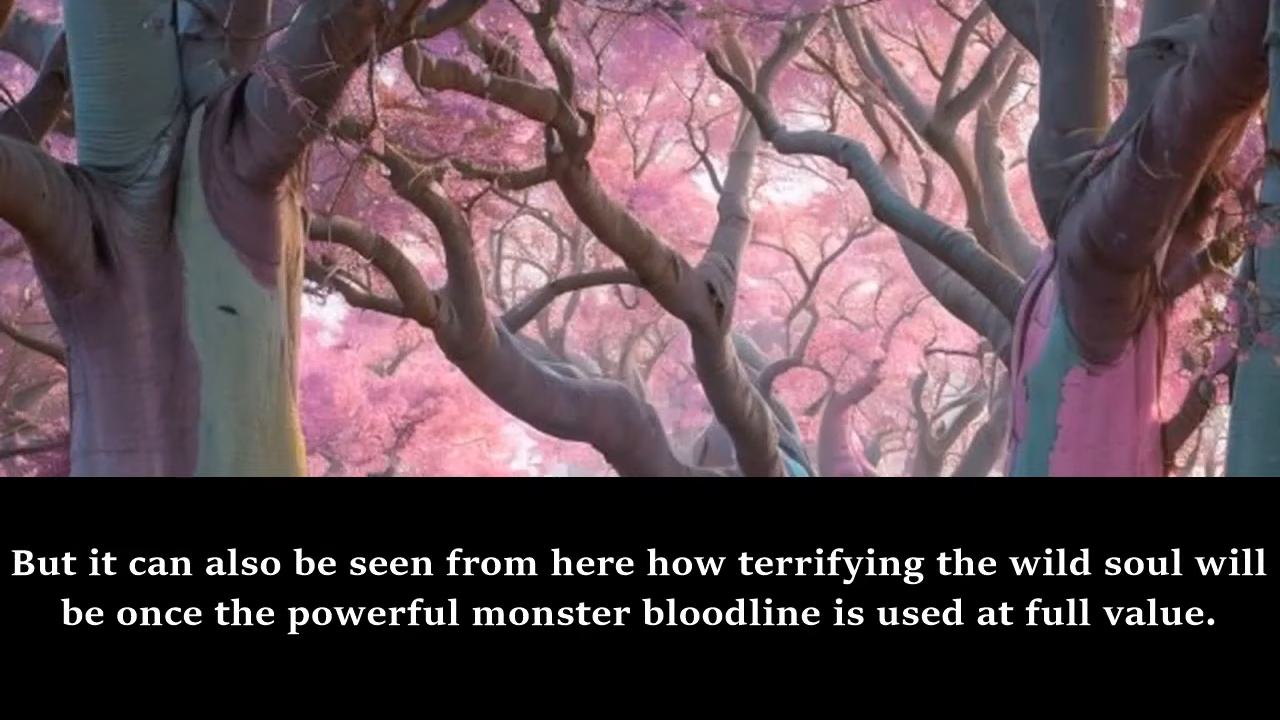 But it can also be seen from here how terrifying the wild soul will
be once the powerful monster bloodline is used at full value.